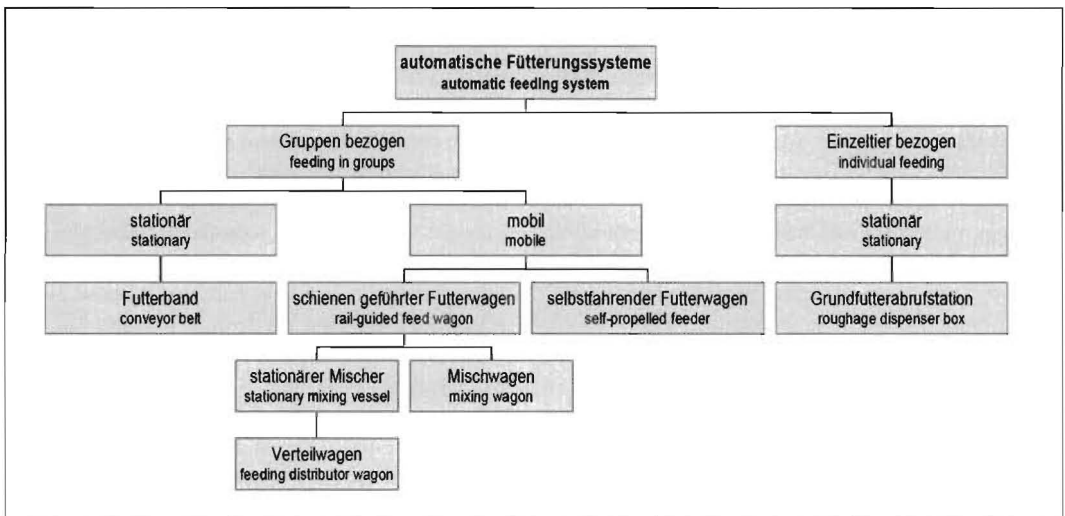 automatische Fütterungssysteme
automatic feeding system
Gruppen bezogen
feeding in groups
Einzeltier bezogen
individual feeding
stationär
stationary
mobil
mobile
stationär
stationary
Futterband
conveyor belt
schienen geführter Futterwagen
rail-guided feed wagon
selbstfahrender Futterwagen
self-propelled feeder
Grundfutterabrufstation
roughage dispenser box
stationärer Mischer
stationary mixing vessel
Mischwagen
mixing wagon
Verteilwagen
feeding distributor wagon